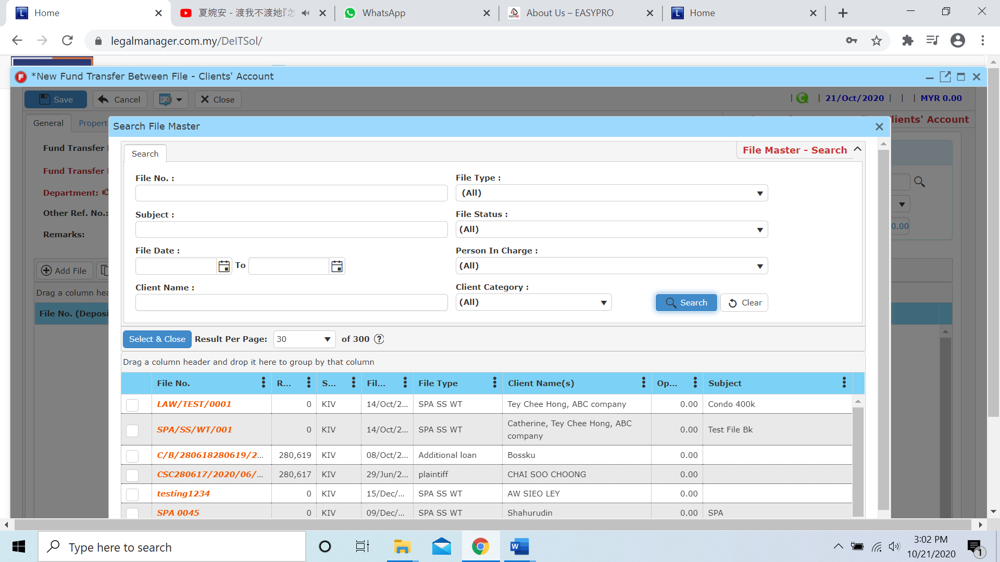 Home
夏婉安 - 渡我不渡她『怎
WhatsApp
About Us – EASYPRO
Home
legalmanager.com.my/DeITSol/
*New Fund Transfer Between File - Clients' Account
Save
Cancel
Close
| | 21/Oct/2020 | | | MYR 0.00
General
Propert
lients' Account
Search File Master
Fund Transfer
Fund Transfer
Department:
Other Ref. No.:
Remarks:
0.00
Add File
Drag a column hea
File No. (Deposi
Search
File Master - Search
File No. :
File Type :
(All)
Subject :
File Status :
(All)
File Date :
To
Person In Charge :
(All)
Client Name :
Client Category :
(All)
Search
Clear
Select & Close
Result Per Page:
30
of 300
Drag a column header and drop it here to group by that column
File No. R... S... Fil... File Type Client Name(s) Op... Subject
LAW/TEST/0001 0 KIV 14/Oct/2... SPA SS WT Tey Chee Hong, ABC company 0.00 Condo 400k
SPA/SS/WT/001 0 KIV 14/Oct/2... SPA SS WT Catherine, Tey Chee Hong, ABC company 0.00 Test File Bk
C/B/280618280619/2... 280,619 KIV 08/Oct/2... Additional loan Bossku 0.00
CSC280617/2020/06/... 280,617 KIV 29/Jun/2... plaintiff CHAI SOO CHOONG 0.00
testing1234 0 KIV 15/Dec/... SPA SS WT AW SIEO LEY 0.00
SPA 0045 0 KIV 09/Dec/... SPA SS WT Shahurudin 0.00 SPA
Type here to search
3:02 PM
10/21/2020
1